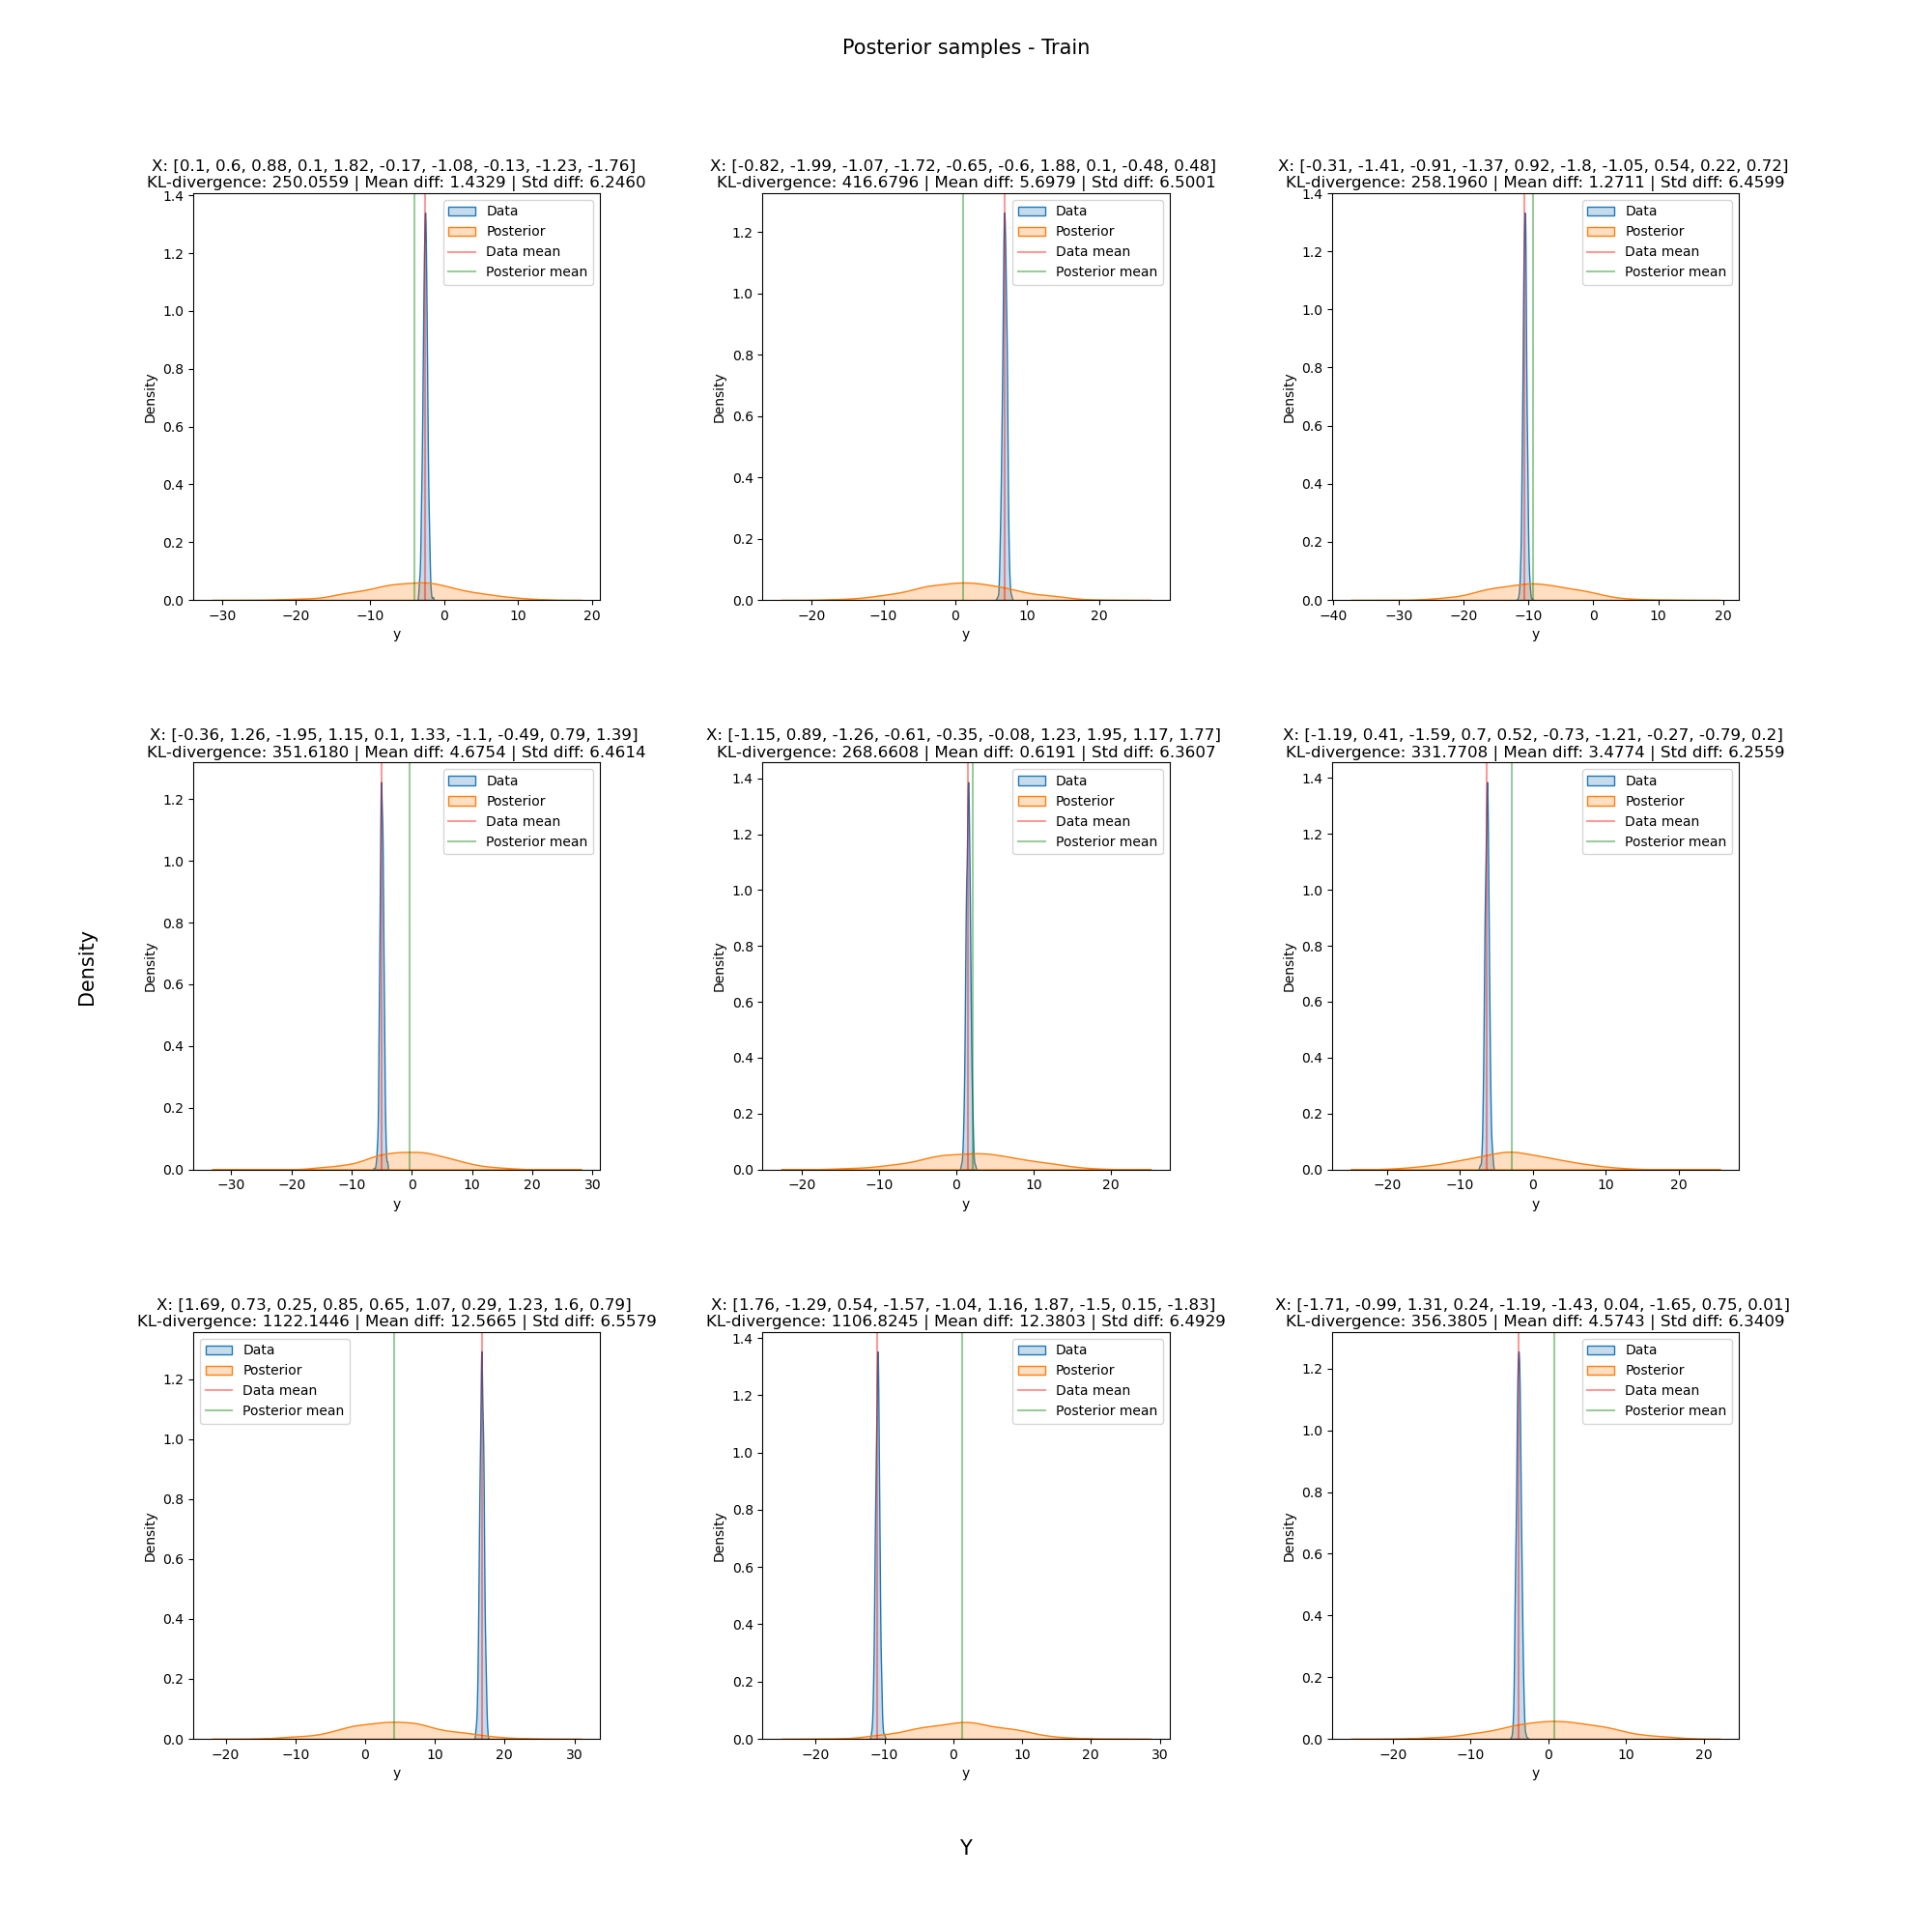 Posterior samples - Train
X: [0.1, 0.6, 0.88, 0.1, 1.82, -0.17, -1.08, -0.13, -1.23, -1.76]
KL-divergence: 250.0559 | Mean diff: 1.4329 | Std diff: 6.2460
Data
Posterior
Data mean
Posterior mean
1.4
1.2
1.0
0.8
0.6
0.4
0.2
0.0
Density
−30 −20 −10 0 10 20
y
X: [-0.82, -1.99, -1.07, -1.72, -0.65, -0.6, 1.88, 0.1, -0.48, 0.48]
KL-divergence: 416.6796 | Mean diff: 5.6979 | Std diff: 6.5001
Data
Posterior
Data mean
Posterior mean
1.2
1.0
0.8
0.6
0.4
0.2
0.0
Density
−20 −10 0 10 20
y
X: [-0.31, -1.41, -0.91, -1.37, 0.92, -1.8, -1.05, 0.54, 0.22, 0.72]
KL-divergence: 258.1960 | Mean diff: 1.2711 | Std diff: 6.4599
Data
Posterior
Data mean
Posterior mean
1.4
1.2
1.0
0.8
0.6
0.4
0.2
0.0
Density
−40 −30 −20 −10 0 10 20
y
X: [-0.36, 1.26, -1.95, 1.15, 0.1, 1.33, -1.1, -0.49, 0.79, 1.39]
KL-divergence: 351.6180 | Mean diff: 4.6754 | Std diff: 6.4614
Data
Posterior
Data mean
Posterior mean
1.2
1.0
0.8
0.6
0.4
0.2
0.0
Density
−30 −20 −10 0 10 20 30
y
X: [-1.15, 0.89, -1.26, -0.61, -0.35, -0.08, 1.23, 1.95, 1.17, 1.77]
KL-divergence: 268.6608 | Mean diff: 0.6191 | Std diff: 6.3607
Data
Posterior
Data mean
Posterior mean
1.4
1.2
1.0
0.8
0.6
0.4
0.2
0.0
Density
−20 −10 0 10 20
y
X: [-1.19, 0.41, -1.59, 0.7, 0.52, -0.73, -1.21, -0.27, -0.79, 0.2]
KL-divergence: 331.7708 | Mean diff: 3.4774 | Std diff: 6.2559
Data
Posterior
Data mean
Posterior mean
1.4
1.2
1.0
0.8
0.6
0.4
0.2
0.0
Density
−20 −10 0 10 20
y
Density
X: [1.69, 0.73, 0.25, 0.85, 0.65, 1.07, 0.29, 1.23, 1.6, 0.79]
KL-divergence: 1122.1446 | Mean diff: 12.5665 | Std diff: 6.5579
Data
Posterior
Data mean
Posterior mean
1.2
1.0
0.8
0.6
0.4
0.2
0.0
Density
−20 −10 0 10 20 30
y
X: [1.76, -1.29, 0.54, -1.57, -1.04, 1.16, 1.87, -1.5, 0.15, -1.83]
KL-divergence: 1106.8245 | Mean diff: 12.3803 | Std diff: 6.4929
Data
Posterior
Data mean
Posterior mean
1.4
1.2
1.0
0.8
0.6
0.4
0.2
0.0
Density
−20 −10 0 10 20 30
y
X: [-1.71, -0.99, 1.31, 0.24, -1.19, -1.43, 0.04, -1.65, 0.75, 0.01]
KL-divergence: 356.3805 | Mean diff: 4.5743 | Std diff: 6.3409
Data
Posterior
Data mean
Posterior mean
1.2
1.0
0.8
0.6
0.4
0.2
0.0
Density
−20 −10 0 10 20
y
Y